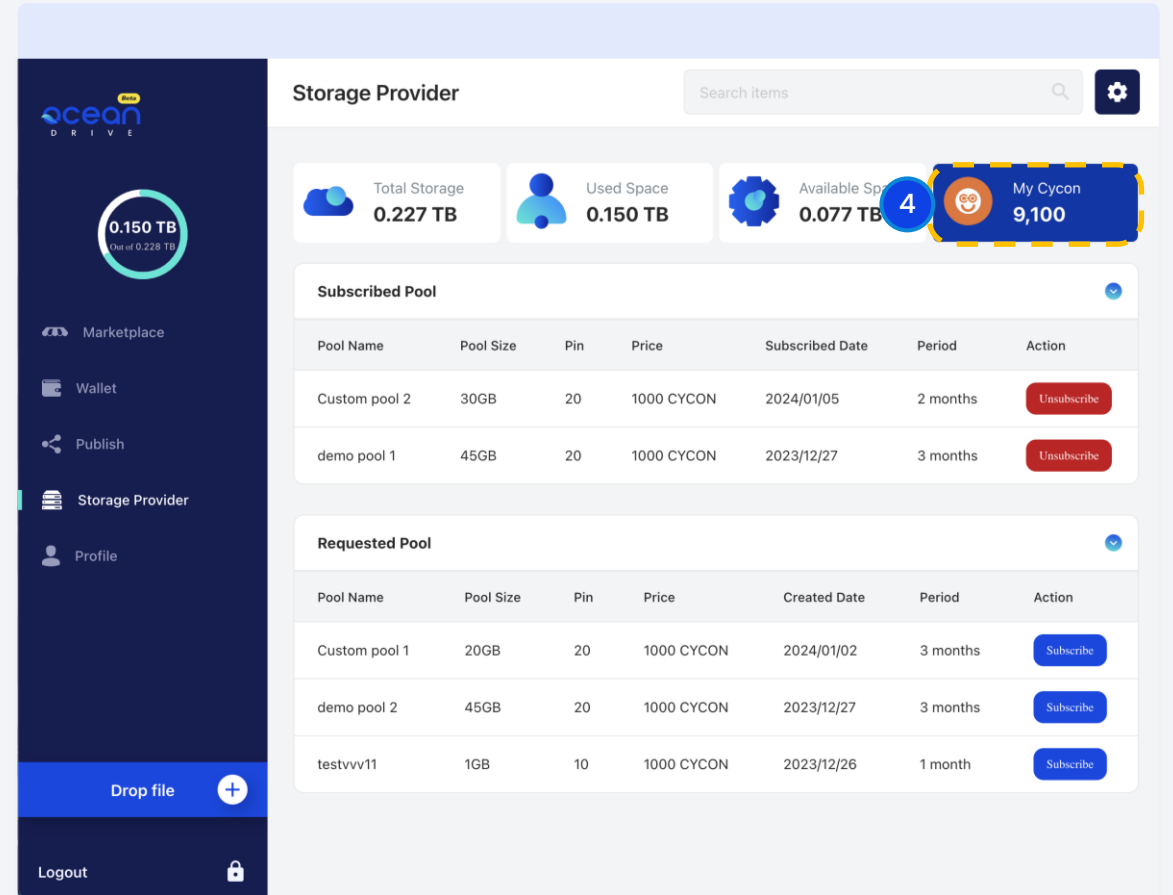 Beta
ocean
DRIVE
0.150 TB
Out of 0.228 TB
Marketplace
Wallet
Publish
Storage Provider
Profile
Drop file
Logout
Storage Provider
Search items
Total Storage
0.227 TB
Used Space
0.150 TB
Available
0.077 TB
4
My Cycon
9,100
Subscribed Pool
Pool Name Pool Size Pin Price Subscribed Date Period Action
Custom pool 2 30GB 20 1000 CYCON 2024/01/05 2 months Unsubscribe
demo pool 1 45GB 20 1000 CYCON 2023/12/27 3 months Unsubscribe
Requested Pool
Pool Name Pool Size Pin Price Created Date Period Action
Custom pool 1 20GB 20 1000 CYCON 2024/01/02 3 months Subscribe
demo pool 2 45GB 20 1000 CYCON 2023/12/27 3 months Subscribe
testvvv11 1GB 10 1000 CYCON 2023/12/26 1 month Subscribe